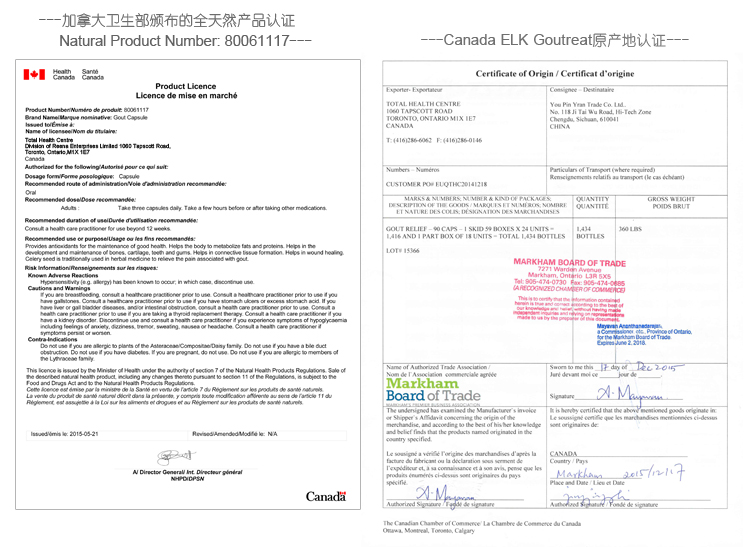 ---加拿大卫生部颁布的全天然产品认证
Natural Product Number: 80061117---
Health Canada
Santé Canada
Product Licence
Licence de mise en marché
Product Number/Numéro de produit: 80061117
Brand Name/Marque nominative: Gout Capsule
Issued to/Émise à:
Name of licensee/Nom du titulaire:
Total Health Centre
Division of Resna Enterprises Limited 1060 Tapscott Road,
Toronto, Ontario,M1X 1E7
Canada
Authorized for the following/Autorisé pour ce qui suit:
Dosage form/Forme posologique: Capsule
Recommended route of administration/Voie d'administration recommandée:
Oral
Recommended dose/Dose recommandée:
Adults : Take three capsules daily. Take a few hours before or after taking other medications.
Recommended duration of use/Durée d'utilisation recommandée:
Consult a health care practitioner for use beyond 12 weeks.
Recommended use or purpose/Usage ou les fins recommandés:
Provides antioxidants for the maintenance of good health. Helps the body to metabolize fats and proteins. Helps in the
development and maintenance of bones, cartilage, teeth and gums. Helps in connective tissue formation. Helps in wound healing.
Celery seed is traditionally used in herbal medicine to relieve the pain associated with gout.
Risk Information/Renseignements sur les risques:
Known Adverse Reactions
Hypersensitivity (e.g. allergy) has been known to occur; in which case, discontinue use.
Cautions and Warnings
If you are breastfeeding, consult a healthcare practitioner prior to use. Consult a healthcare practitioner prior to use if you have
gallstones. Consult a healthcare practitioner prior to use if you have stomach ulcers or excess stomach acid. If you
have liver or gall bladder diseases, and/or intestinal obstruction, consult a health care practitioner prior to use. Consult a
health care practitioner prior to use if you are taking a thyroid replacement therapy. Consult a health care practitioner if you
have a kidney disorder. Discontinue use and consult a health care practitioner if you experience symptoms of hypoglycaemia
including feelings of anxiety, dizziness, tremor, sweating, nausea or headache. Consult a health care practitioner if
symptoms persist or worsen.
Contra-Indications
Do not use if you are allergic to plants of the Asteraceae/Compositae/Daisy family. Do not use if you have a bile duct
obstruction. Do not use if you have diabetes. If you are pregnant, do not use. Do not use if you are allergic to members of
the Lythraceae family.
This licence is issued by the Minister of Health under the authority of section 7 of the Natural Health Products Regulations. Sale of
the described natural health product, including any changes thereto pursuant to section 11 of the Regulations, is subject to the
Food and Drugs Act and to the Natural Health Products Regulations.
Cette licence est émise par le ministre de la Santé en vertu de l'article 7 du Règlement sur les produits de santé naturels.
La vente du produit de santé naturel décrit dans la présente, y compris toute modification afférente au sens de l'article 11 du
Règlement, est assujettie à la Loi sur les aliments et drogues et au Règlement sur les produits de santé naturels.
Issued/émis le: 2015-05-21
Revised/Amended/Modifié le: N/A
A/ Director General/ Int. Directeur général
NHPD/DPSN
Canada
---Canada ELK Goutreat原产地认证---
Certificate of Origin / Certificat d'origine
Exporter- Exportateur
TOTAL HEALTH CENTRE
1060 TAPSCOTT ROAD
TORONTO, ONTARIO M1X 1E7
CANADA
T: (416)286-6062 F: (416)286-0146
Consignee – Destinataire
You Pin Yuan Trade Co. Ltd..
No. 118 Ji Tai Wu Road, Hi-Tech Zone
Chengdu, Sichuan, 610041
CHINA
Numbers – Numéros
CUSTOMER PO# EUQTHC20141218
Particulars of Transport (where required)
Renseignements relatifs au transport (le cas échéant)
MARKS & NUMBERS; NUMBER & KIND OF PACKAGES;
DESCRIPTION OF THE GOODS / MARQUES ET NUMÉROS; NOMBRE
ET NATURE DES COLIS; DÉSIGNATION DES MARCHANDISES
QUANTITY
QUANTITÉ
GROSS WEIGHT
POIDS BRUT
GOUT RELIEF – 90 CAPS – 1 SKID 59 BOXES X 24 UNITS =
1,416 AND 1 PART BOX OF 18 UNITS = TOTAL 1,434 BOTTLES
LOT# 15366
1,434
BOTTLES
360 LBS
MARKHAM BOARD OF TRADE
7271 Warden Avenue
Markham, Ontario L3R 5X5
Tel: 905-474-0730 Fax: 905-474-0685
(A RECOGNIZED CHAMBER OF COMMERCE)
This is to certify that the information contained
herein is true and correct according to the best of
our knowledge and belief, without having made
independent inquiries and relying on representations
made to us by the preparer of this document.
Mayavan Ananthanadarajan,
a Commissioner, etc., Province of Ontario,
for the Markham Board of Trade.
Expires June 2, 2018.
Name of Authorized Trade Association /
Nom de l'Association commerciale agréée
Markham
Board of Trade
MARKHAM'S PREMIER BUSINESS ASSOCIATION
Sworn to me this 17 day of Dec 2015
Juré devant moi ce jour de
Signature
The undersigned has examined the Manufacturer's invoice
or Shipper's Affidavit concerning the origin of the
merchandise, and according to the best of his/her knowledge
and belief finds that the products named originated in the
country specified.
Le soussigné a vérifié l'origine des marchandises d'après la
facture du fabricant ou la déclaration sous serment de
l'expéditeur et, à sa connaissance et à son avis, pense que les
produits énumérés ci-dessus sont originaires du pays
spécifié.
Authorized Signature / Fondé de signature
It is hereby certified that the above mentioned goods originate in:
Le soussigné certifie que les marchandises mentionnées ci-dessus
sont originaires de:
CANADA
Country / Pays
Markham 2015/12/17
Place and Date / Lieu et Date
Authorized Signature / Fondé de signature
The Canadian Chamber of Commerce/ La Chambre de Commerce du Canada
Ottawa, Montreal, Toronto, Calgary